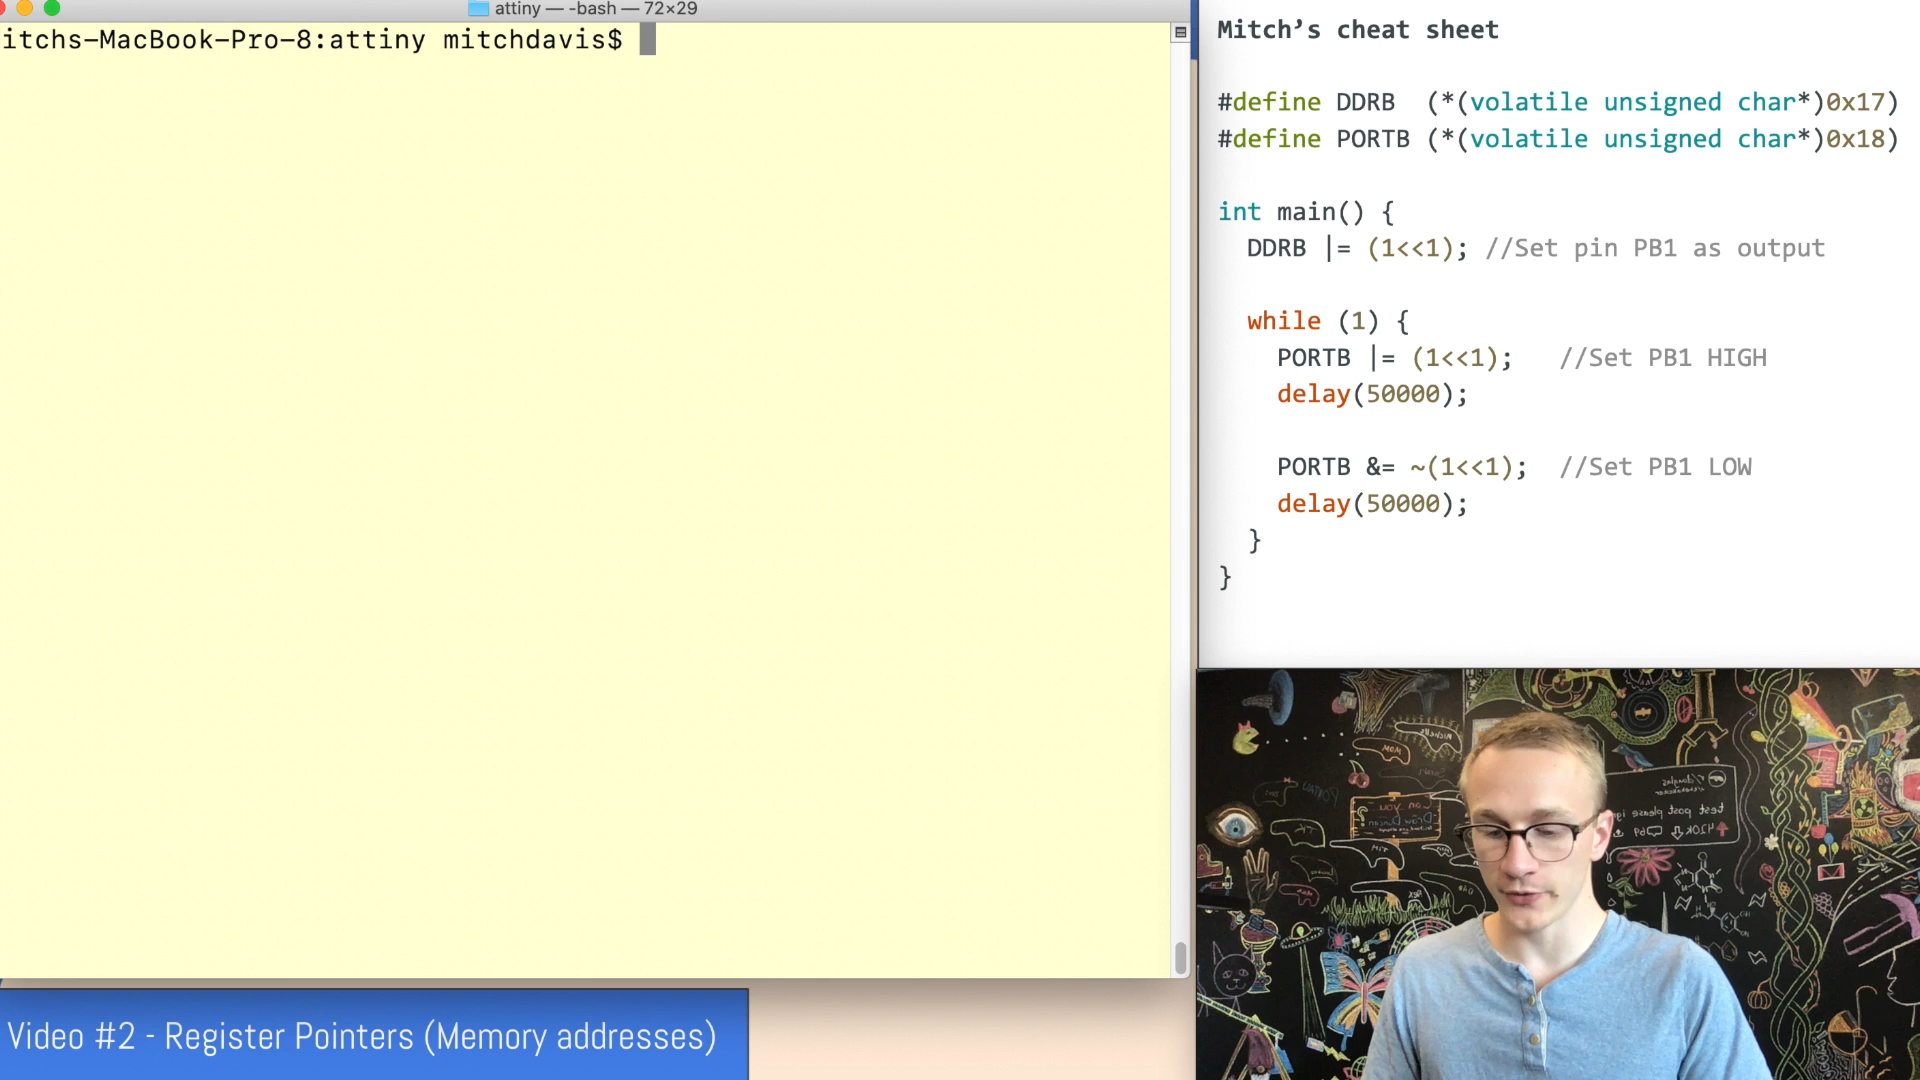 attiny — -bash — 72×29
itchs-MacBook-Pro-8:attiny mitchdavis$
Mitch’s cheat sheet
#define DDRB (*(volatile unsigned char*)0x17)
#define PORTB (*(volatile unsigned char*)0x18)
int main() {
DDRB |= (1<<1); //Set pin PB1 as output
while (1) {
PORTB |= (1<<1); //Set PB1 HIGH
delay(50000);
PORTB &= ~(1<<1); //Set PB1 LOW
delay(50000);
}
}
test post please
Video #2 - Register Pointers (Memory addresses)